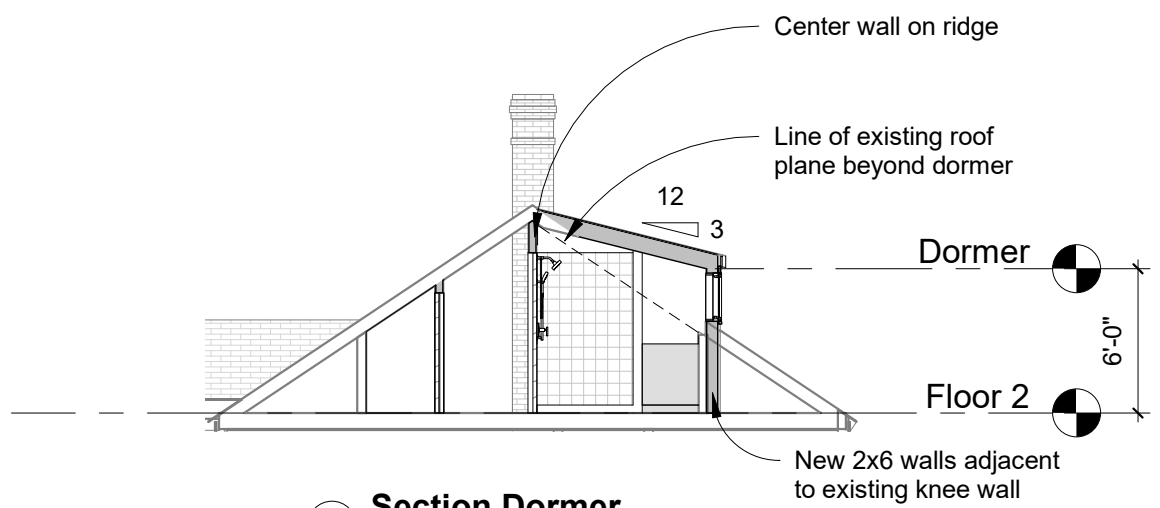 Center wall on ridge
Line of existing roof
plane beyond dormer
12
3
Dormer
6'-0"
Floor 2
New 2x6 walls adjacent
to existing knee wall
Section Dormer